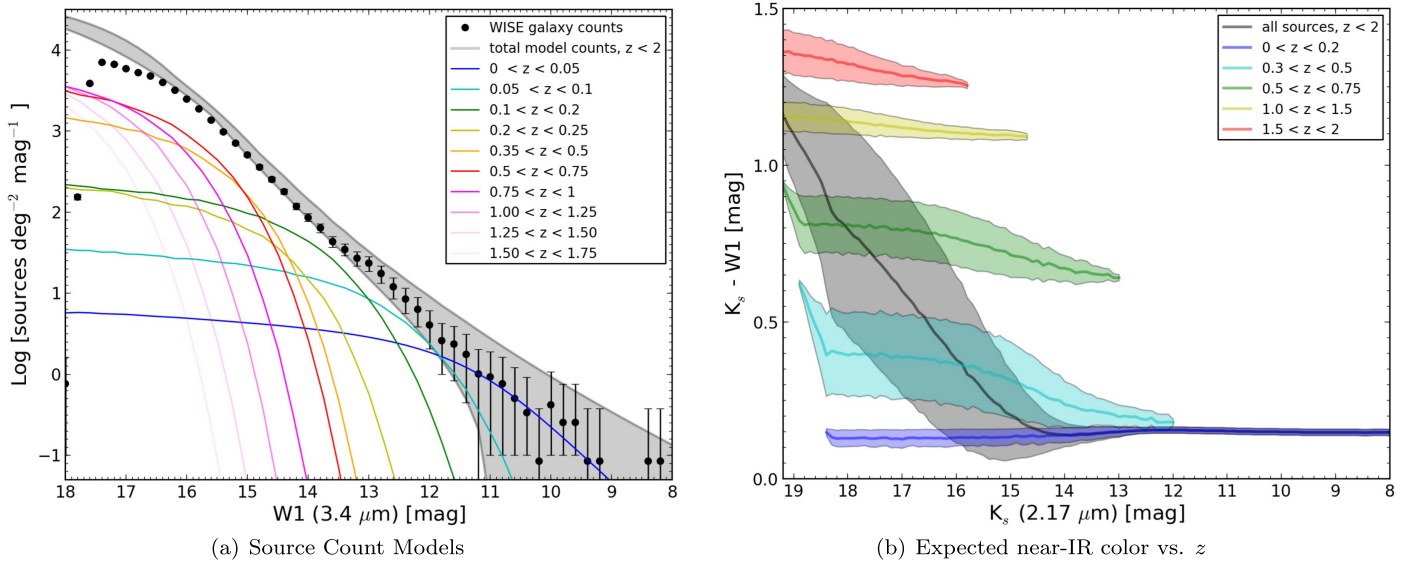 WISE galaxy counts
total model counts, z < 2
0 < z < 0.05
0.05 < z < 0.1
0.1 < z < 0.2
0.2 < z < 0.25
0.35 < z < 0.5
0.5 < z < 0.75
0.75 < z < 1
1.00 < z < 1.25
1.25 < z < 1.50
1.50 < z < 1.75
Log [sources deg⁻² mag⁻¹ ]
4
3
2
1
0
−1
18 17 16 15 14 13 12 11 10 9 8
W1 (3.4 μm) [mag]
(a) Source Count Models
all sources, z < 2
0 < z < 0.2
0.3 < z < 0.5
0.5 < z < 0.75
1.0 < z < 1.5
1.5 < z < 2
Kₛ - W1 [mag]
1.5
1.0
0.5
0.0
19 18 17 16 15 14 13 12 11 10 9 8
Kₛ (2.17 μm) [mag]
(b) Expected near-IR color vs. z